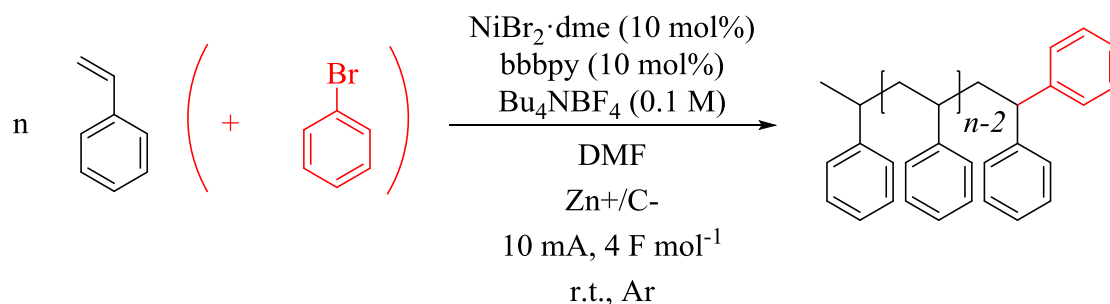 n
+
Br
NiBr₂·dme (10 mol%)
bbbpy (10 mol%)
Bu₄NBF₄ (0.1 M)
DMF
Zn+/C-
10 mA, 4 F mol⁻¹
r.t., Ar
n-2